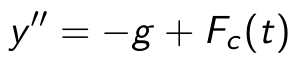 y″ = −g + F_c(t)